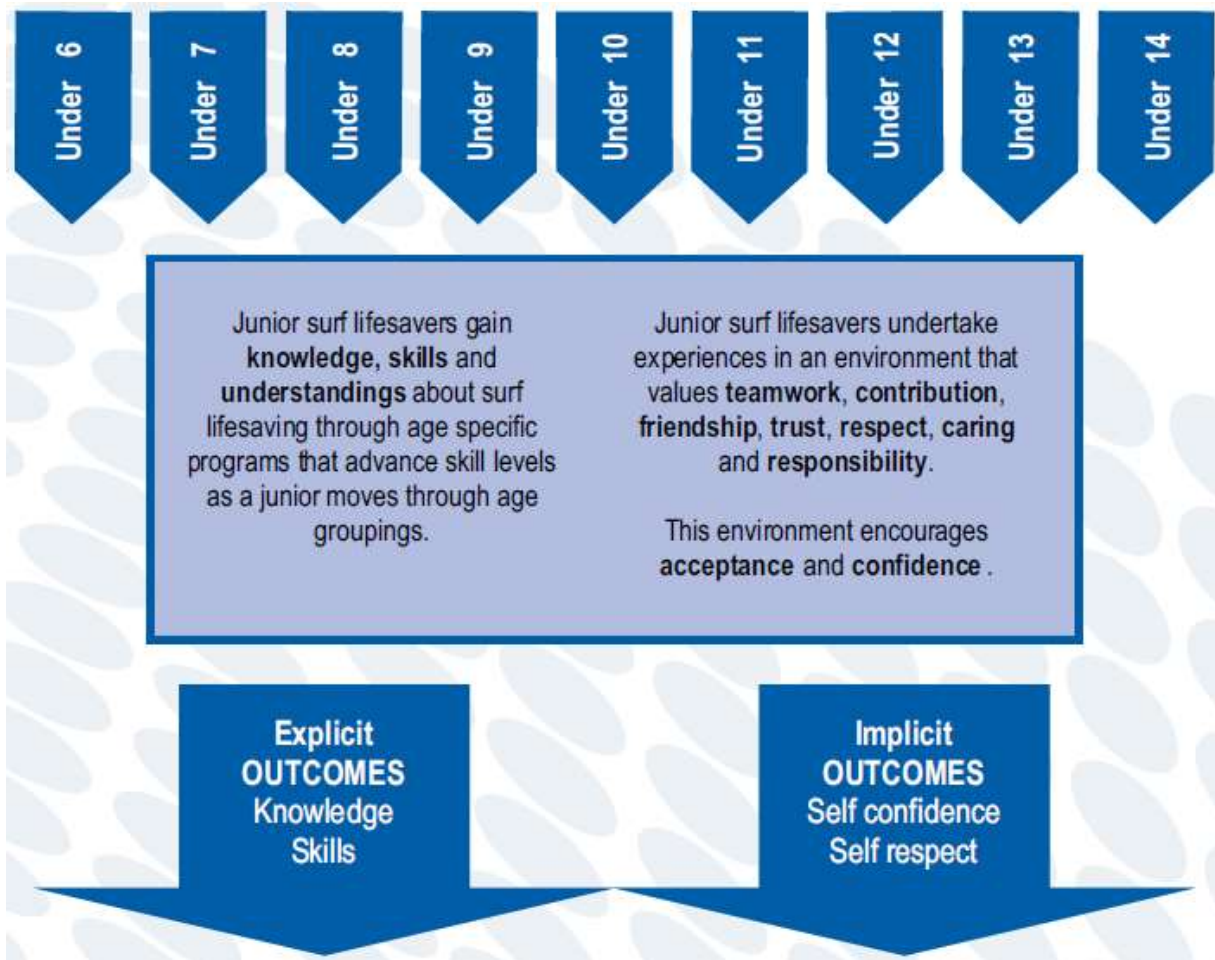 Under 6
Under 7
Under 8
Under 9
Under 10
Under 11
Under 12
Under 13
Under 14
Junior surf lifesavers gain
knowledge, skills and
understandings about surf
lifesaving through age specific
programs that advance skill levels
as a junior moves through age
groupings.
Junior surf lifesavers undertake
experiences in an environment that
values teamwork, contribution,
friendship, trust, respect, caring
and responsibility.
This environment encourages
acceptance and confidence .
Explicit
OUTCOMES
Knowledge
Skills
Implicit
OUTCOMES
Self confidence
Self respect